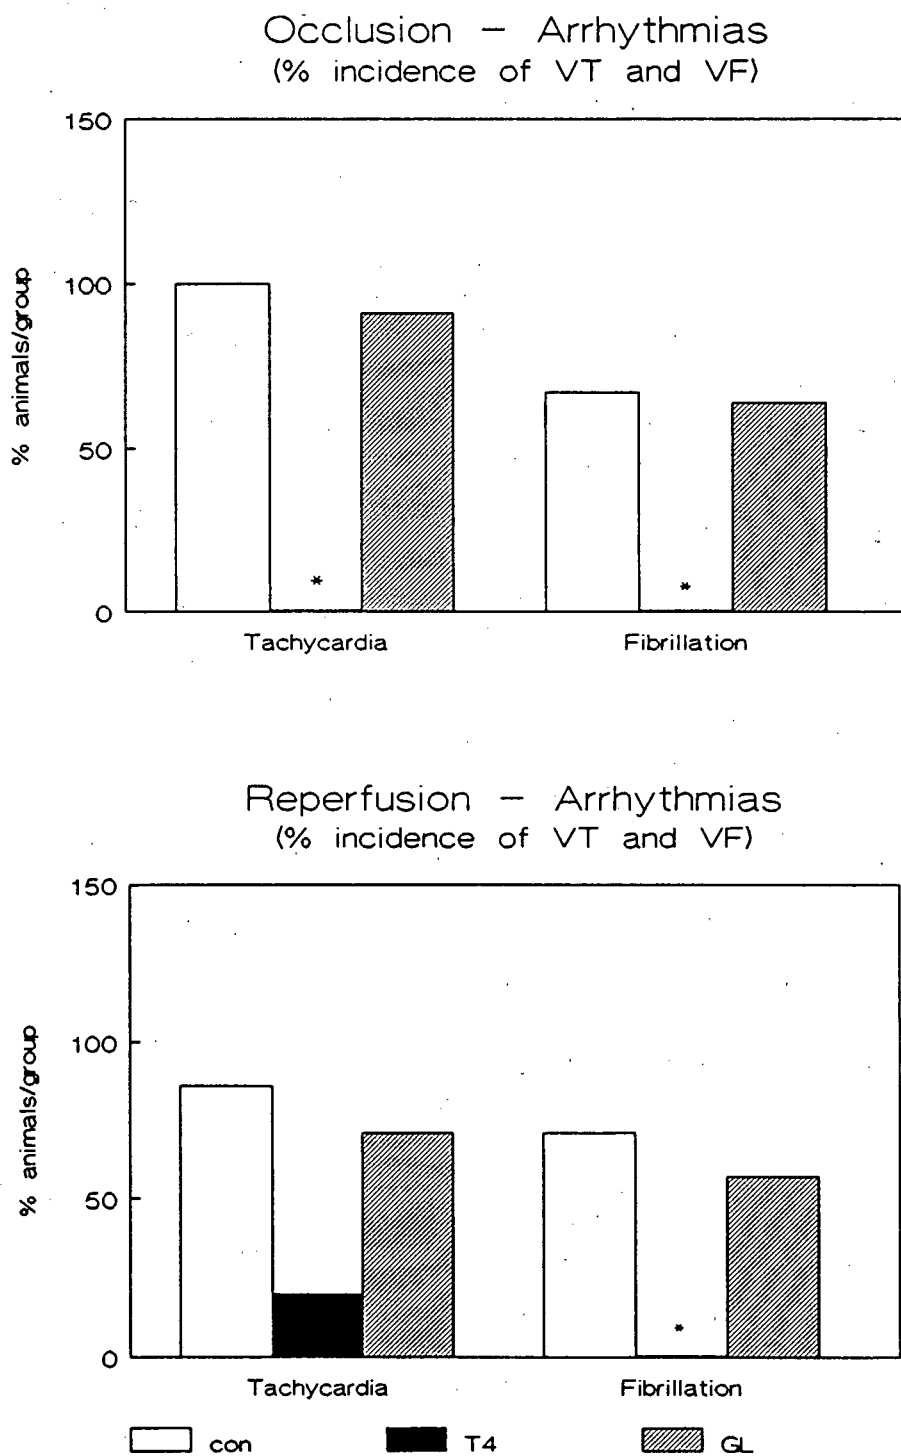 Occlusion – Arrhythmias
(% incidence of VT and VF)
150
100
50
0
% animals/group
*
*
Tachycardia
Fibrillation
Reperfusion – Arrhythmias
(% incidence of VT and VF)
150
100
50
0
% animals/group
*
Tachycardia
Fibrillation
con
T4
GL